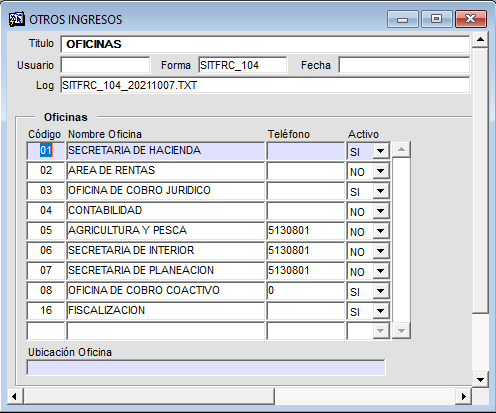 OTROS INGRESOS
Titulo OFICINAS
Usuario Forma SITFRC_104 Fecha
Log SITFRC_104_20211007.TXT
Oficinas
Código Nombre Oficina Teléfono Activo
01 SECRETARIA DE HACIENDA SI
02 AREA DE RENTAS NO
03 OFICINA DE COBRO JURIDICO SI
04 CONTABILIDAD NO
05 AGRICULTURA Y PESCA 5130801 NO
06 SECRETARIA DE INTERIOR 5130801 NO
07 SECRETARIA DE PLANEACION 5130801 NO
08 OFICINA DE COBRO COACTIVO 0 SI
16 FISCALIZACION SI
Ubicación Oficina